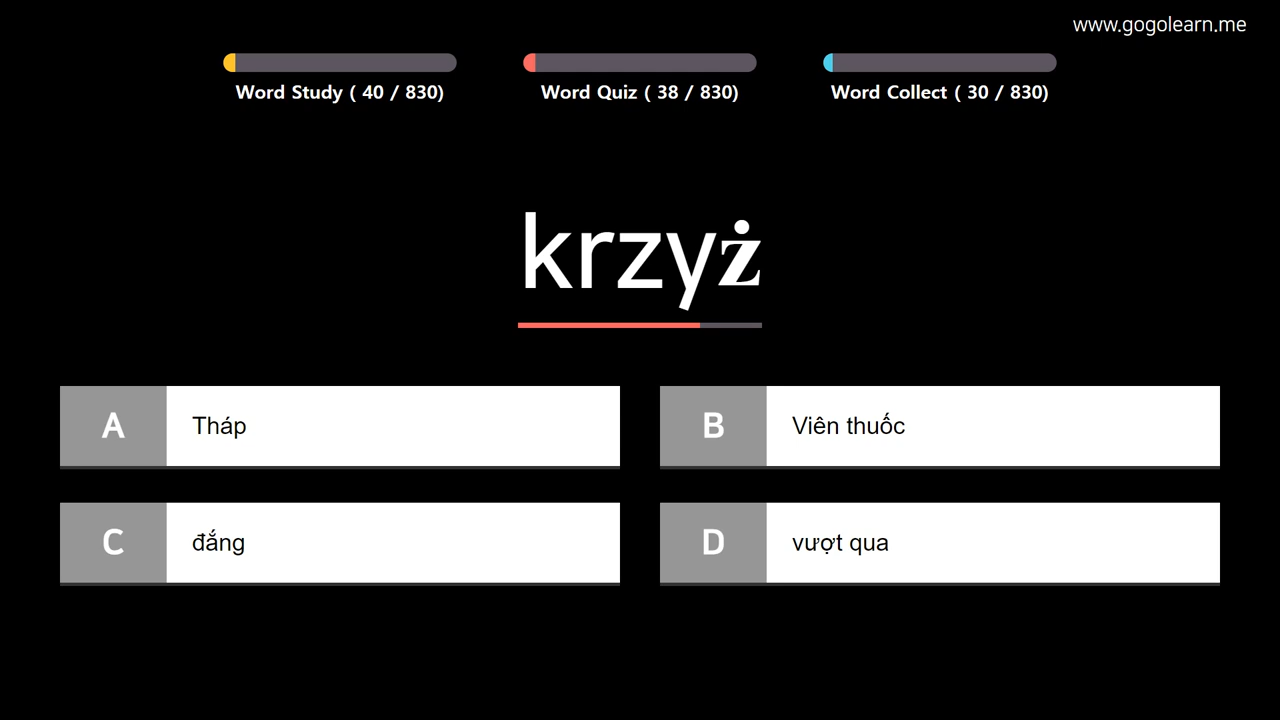 www.gogolearn.me
Word Study ( 40 / 830)
Word Quiz ( 38 / 830)
Word Collect ( 30 / 830)
krzyż
A Tháp
B Viên thuốc
C đắng
D vượt qua